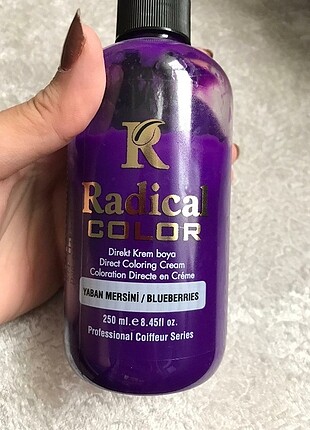 R
Radical
COLOR
Direkt Krem boya
Direct Coloring Cream
Coloration Directe en Créme
YABAN MERSİNİ / BLUEBERRIES
250 ml. e 8.45fl oz.
Professional Coiffeur Series